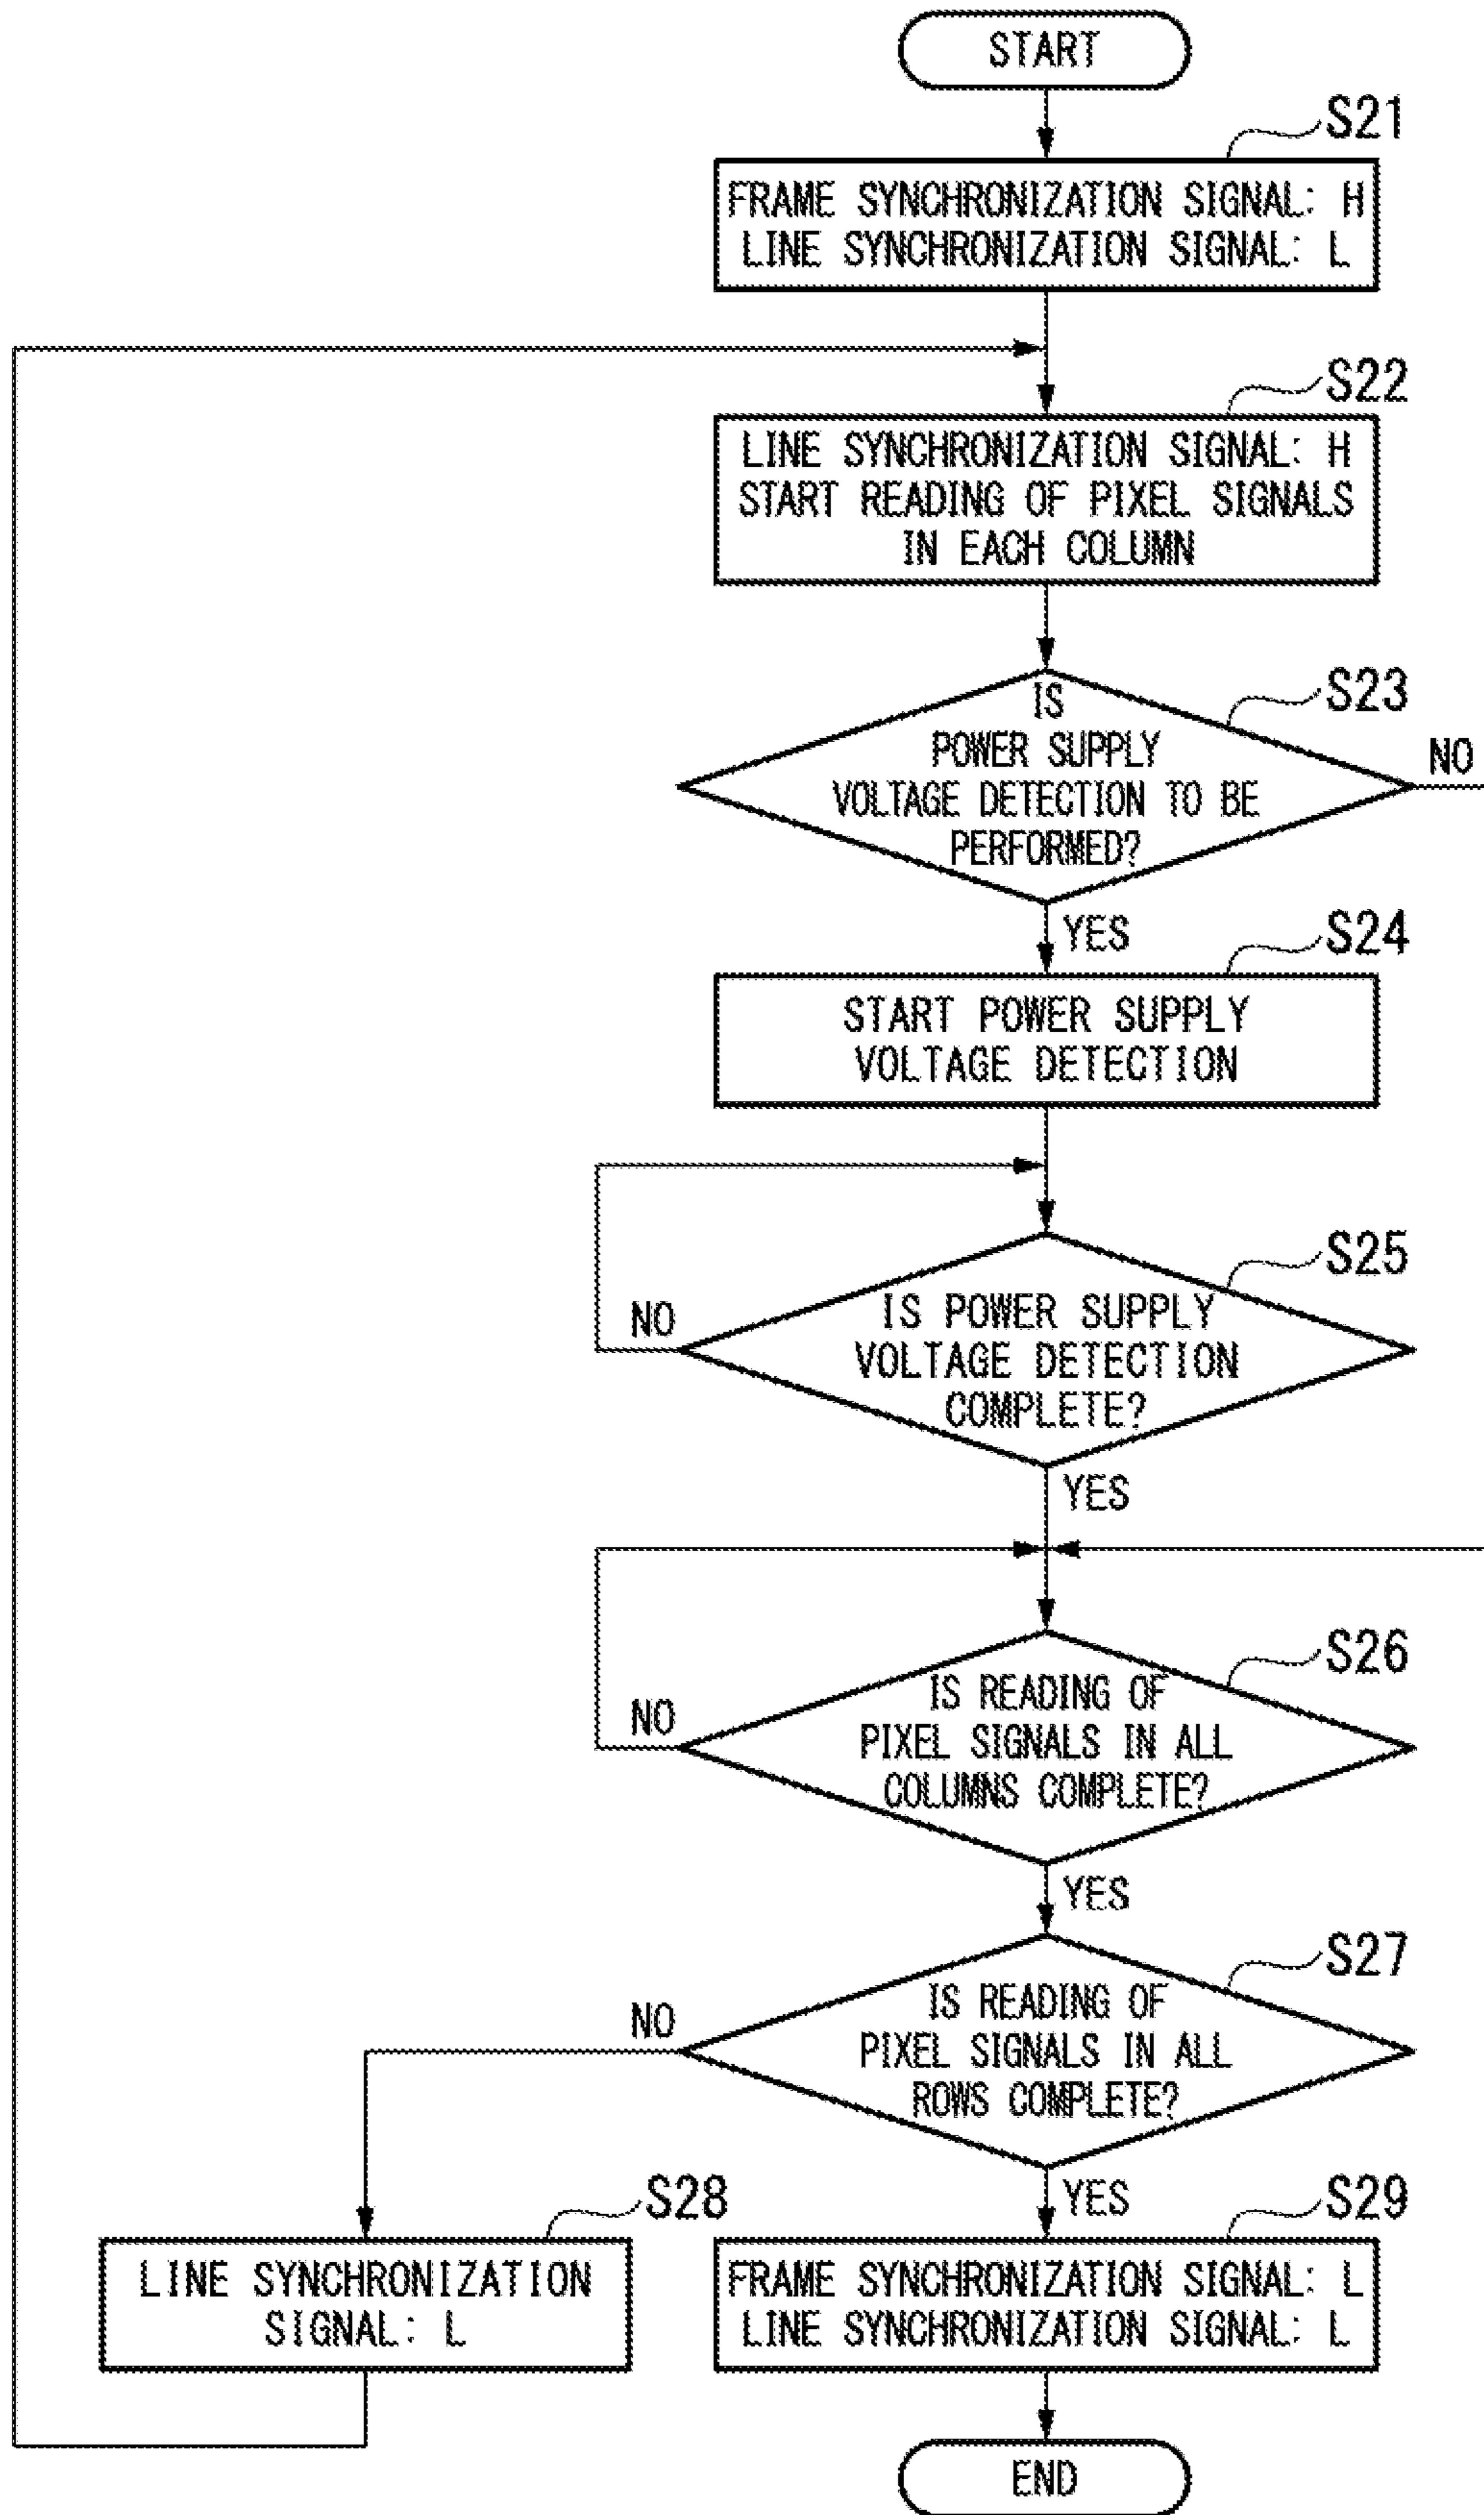 START
S21
FRAME SYNCHRONIZATION SIGNAL: H
LINE SYNCHRONIZATION SIGNAL: L
S22
LINE SYNCHRONIZATION SIGNAL: H
START READING OF PIXEL SIGNALS
IN EACH COLUMN
S23
IS
POWER SUPPLY
VOLTAGE DETECTION TO BE
PERFORMED?
NO
YES
S24
START POWER SUPPLY
VOLTAGE DETECTION
S25
IS POWER SUPPLY
VOLTAGE DETECTION
COMPLETE?
NO
YES
S26
IS READING OF
PIXEL SIGNALS IN ALL
COLUMNS COMPLETE?
NO
YES
S27
IS READING OF
PIXEL SIGNALS IN ALL
ROWS COMPLETE?
NO
YES
S28
LINE SYNCHRONIZATION
SIGNAL: L
S29
FRAME SYNCHRONIZATION SIGNAL: L
LINE SYNCHRONIZATION SIGNAL: L
END